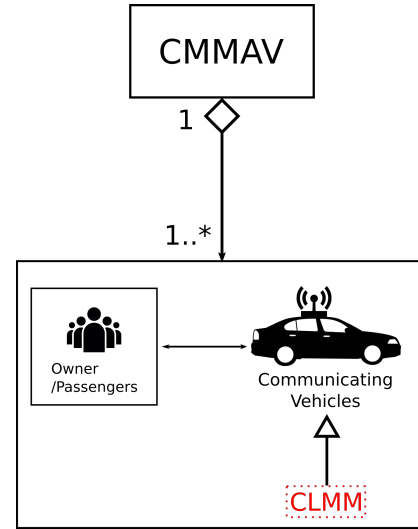 CMMAV
1
1..*
Owner
/Passengers
Communicating
Vehicles
CLMM